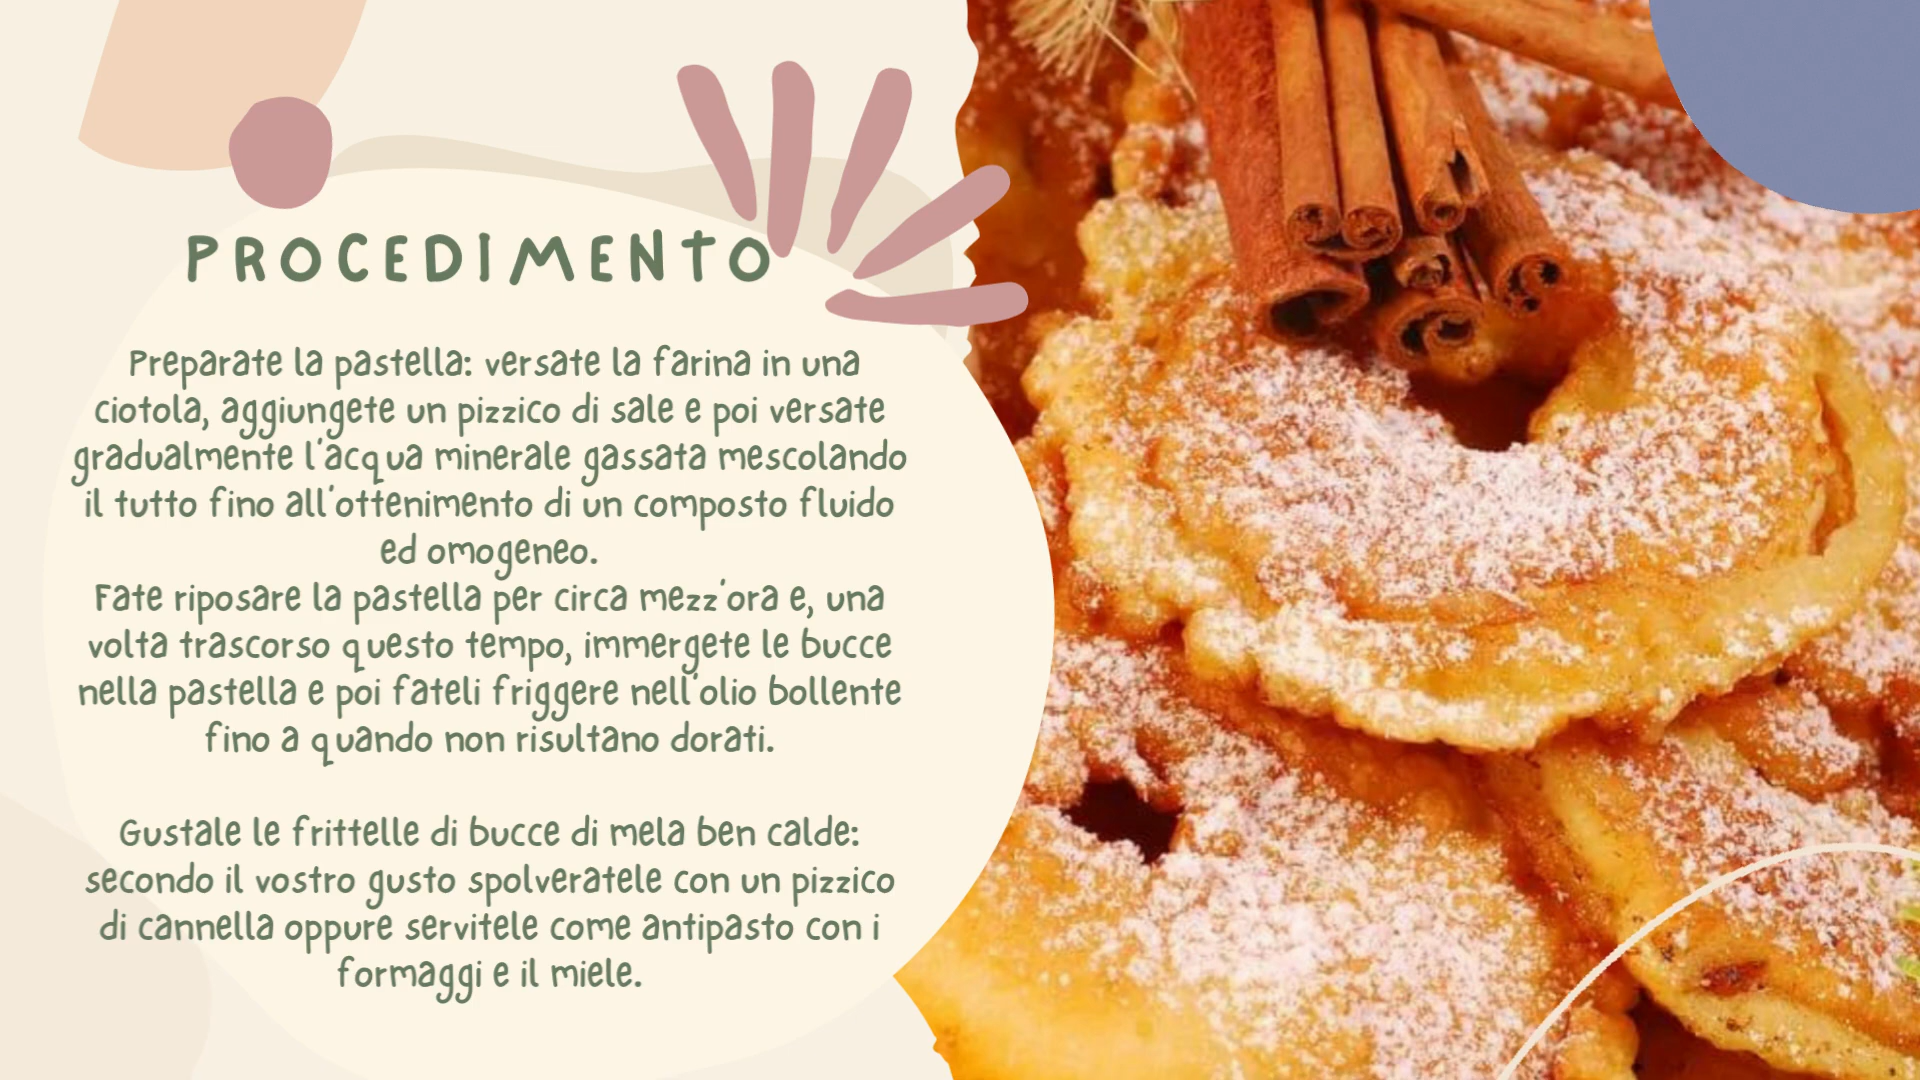 PROCEDIMENTO
Preparate la pastella: versate la farina in una
ciotola, aggiungete un pizzico di sale e poi versate
gradualmente l'acqua minerale gassata mescolando
il tutto fino all'ottenimento di un composto fluido
ed omogeneo.
Fate riposare la pastella per circa mezz'ora e, una
volta trascorso questo tempo, immergete le bucce
nella pastella e poi fateli friggere nell'olio bollente
fino a quando non risultano dorati.
Gustale le frittelle di bucce di mela ben calde:
secondo il vostro gusto spolveratele con un pizzico
di cannella oppure servitele come antipasto con i
formaggi e il miele.